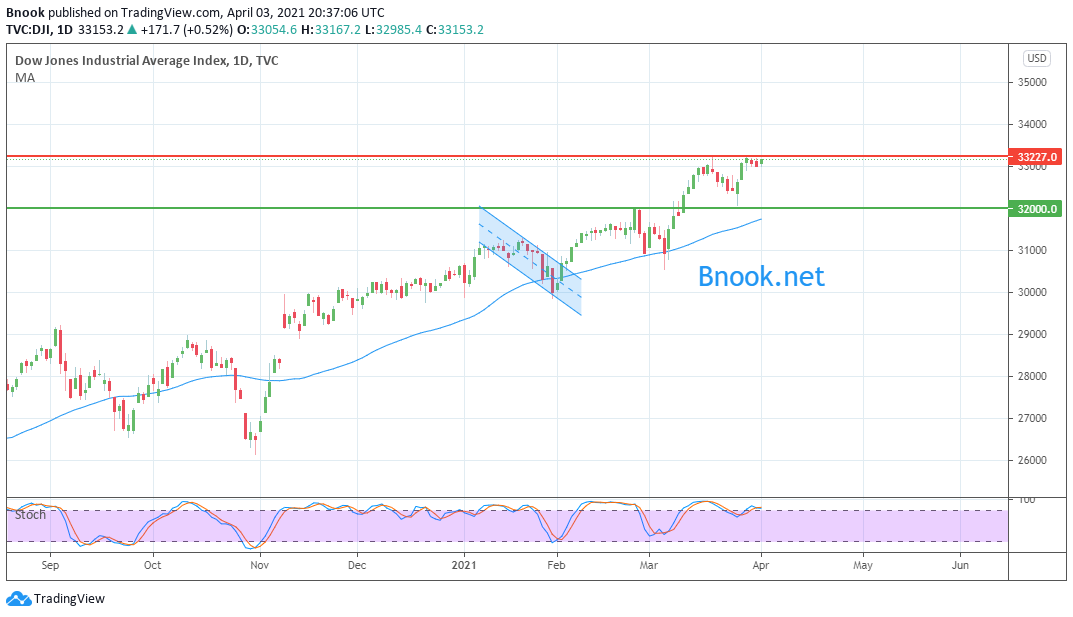 Bnook published on TradingView.com, April 03, 2021 20:37:06 UTC
TVC:DJI, 1D 33153.2 ▲ +171.7 (+0.52%) O:33054.6 H:33167.2 L:32985.4 C:33153.2
Dow Jones Industrial Average Index, 1D, TVC
MA
USD
35000
34000
33227.0
33000
32000.0
31000
Bnook.net
30000
29000
28000
27000
26000
100
Stoch
Sep Oct Nov Dec 2021 Feb Mar Apr May Jun
TradingView